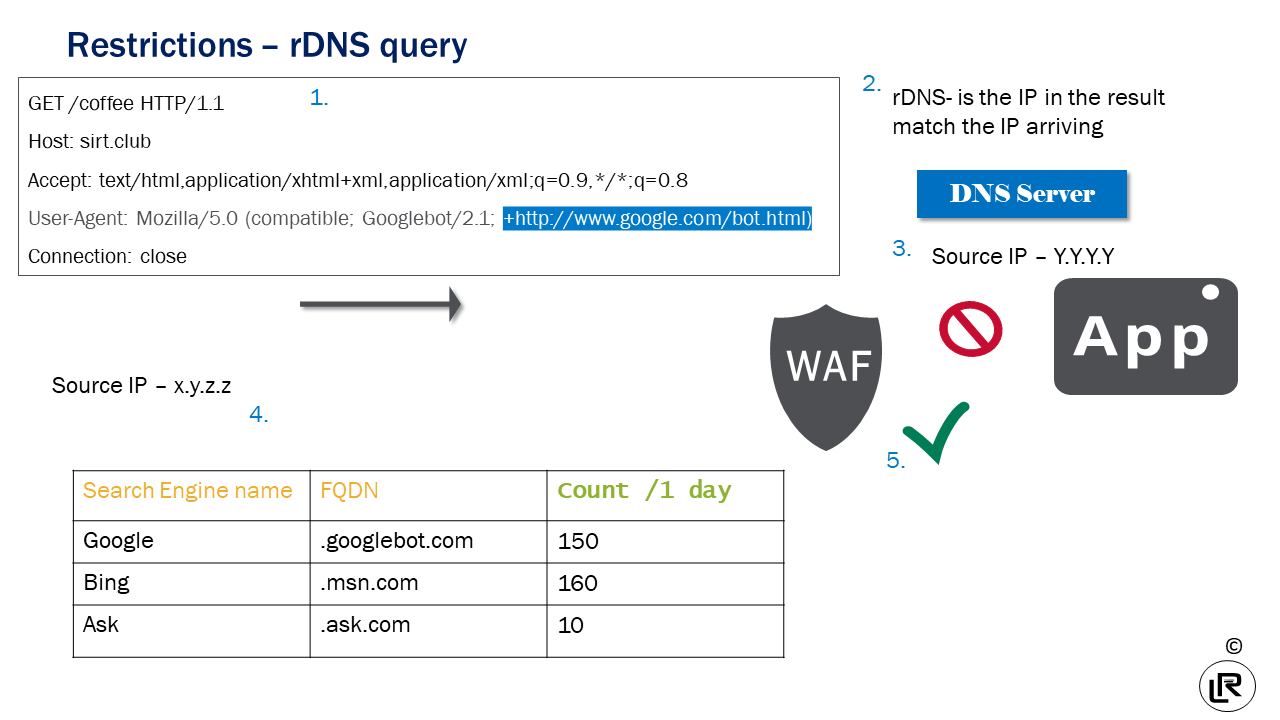 Restrictions – rDNS query
1.
GET /coffee HTTP/1.1
Host: sirt.club
Accept: text/html,application/xhtml+xml,application/xml;q=0.9,*/*;q=0.8
User-Agent: Mozilla/5.0 (compatible; Googlebot/2.1; +http://www.google.com/bot.html)
Connection: close
2.
rDNS- is the IP in the result
match the IP arriving
DNS Server
3.
Source IP – Y.Y.Y.Y
App
WAF
Source IP – x.y.z.z
4.
5.
Search Engine name FQDN Count /1 day
Google .googlebot.com 150
Bing .msn.com 160
Ask .ask.com 10
©
LR